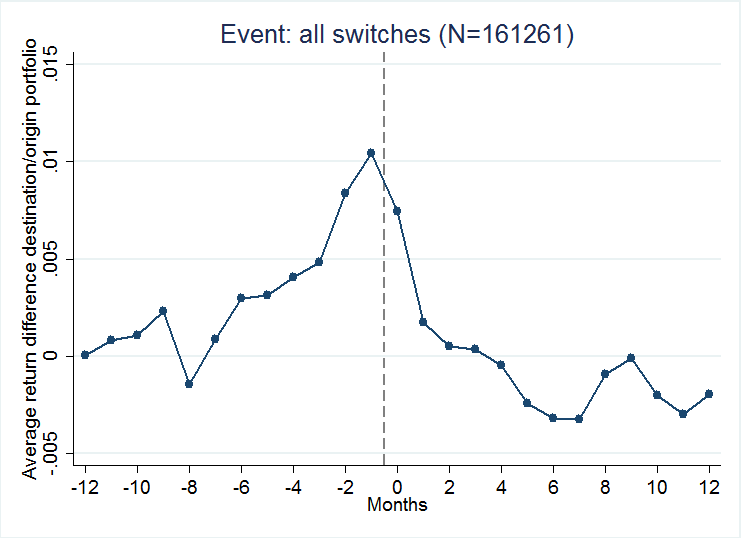 Event: all switches (N=161261)
Average return difference destination/origin portfolio
.015
.01
.005
0
-.005
-12 -10 -8 -6 -4 -2 0 2 4 6 8 10 12
Months